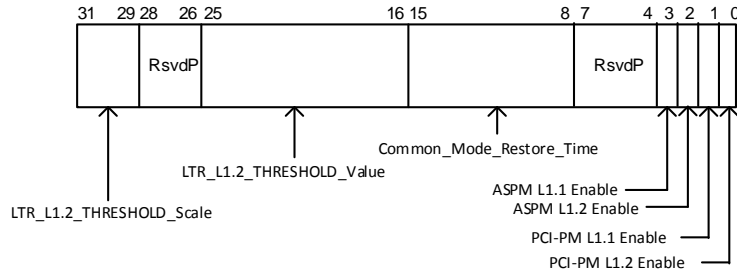 31 29 28 26 25 16 15 8 7 4 3 2 1 0
RsvdP RsvdP
Common_Mode_Restore_Time
LTR_L1.2_THRESHOLD_Value
ASPM L1.1 Enable
LTR_L1.2_THRESHOLD_Scale
ASPM L1.2 Enable
PCI-PM L1.1 Enable
PCI-PM L1.2 Enable